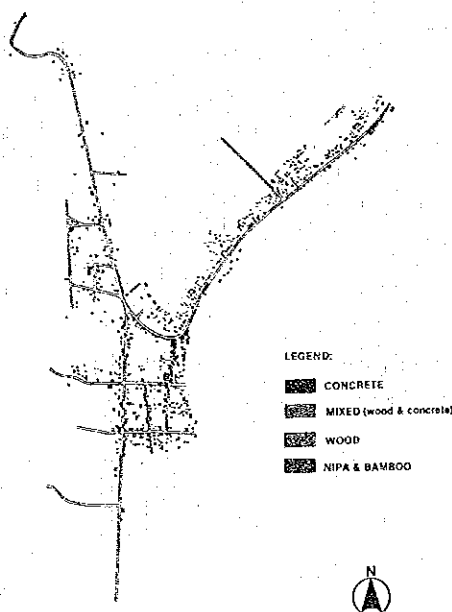 LEGEND:
CONCRETE
MIXED (wood & concrete)
WOOD
NIPA & BAMBOO
N